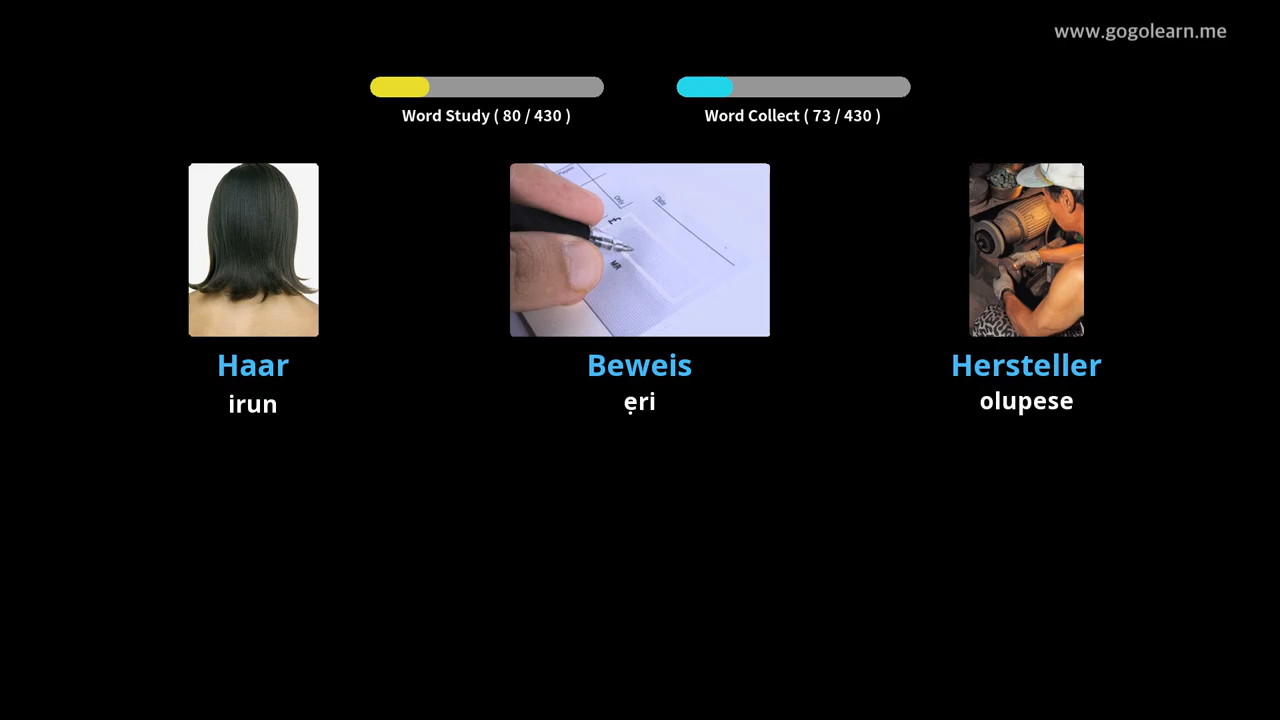 www.gogolearn.me
Word Study ( 80 / 430 )
Word Collect ( 73 / 430 )
Haar
irun
Beweis
ẹri
Hersteller
olupese